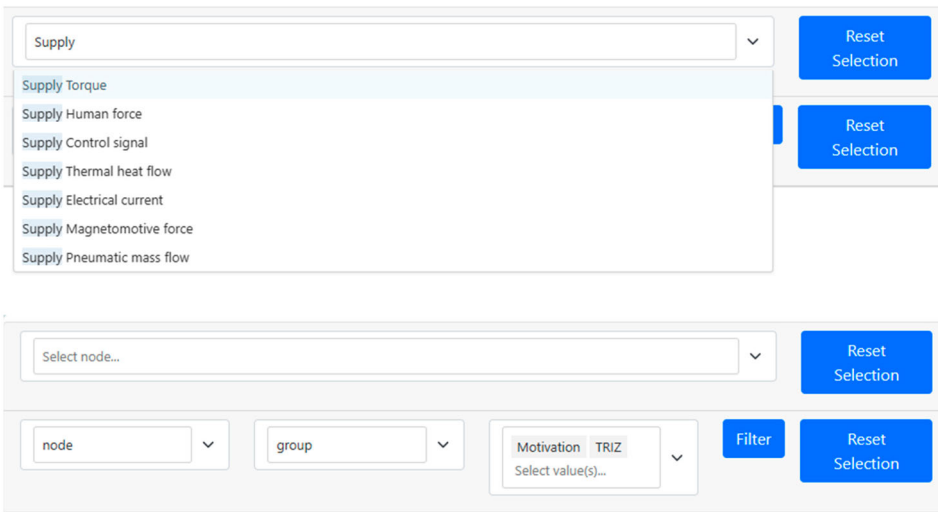 Supply
Reset
Selection
Supply Torque
Supply Human force
Supply Control signal
Supply Thermal heat flow
Supply Electrical current
Supply Magnetomotive force
Supply Pneumatic mass flow
Reset
Selection
Select node...
Reset
Selection
node
group
Motivation TRIZ
Select value(s)...
Filter
Reset
Selection